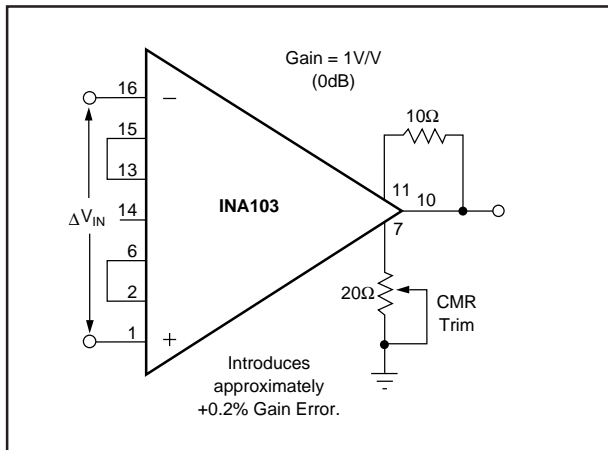 Gain = 1V/V
(0dB)
16
–
10Ω
15
13
11
10
ΔV_IN
14
INA103
7
6
20Ω
CMR
Trim
2
1
+
Introduces
approximately
+0.2% Gain Error.